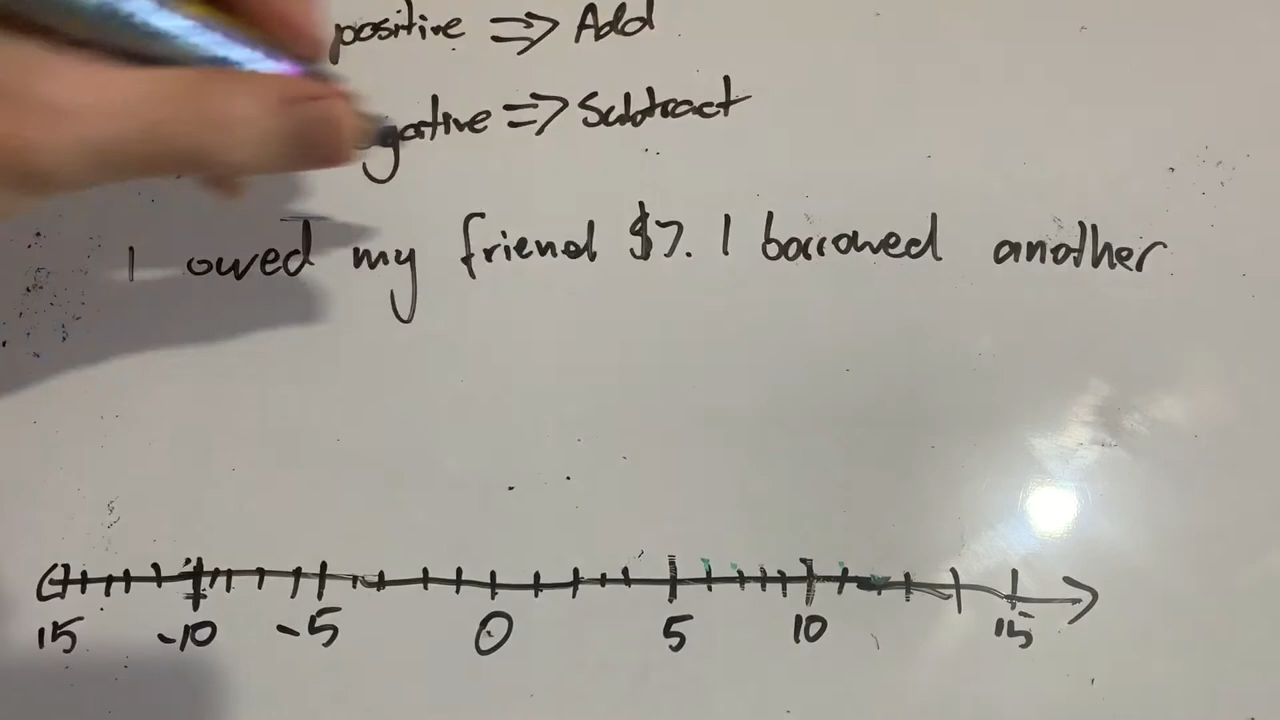 positive => Add
gative => Subtract
I owed my friend $7. I borrowed another
15 -10 -5 0 5 10 15